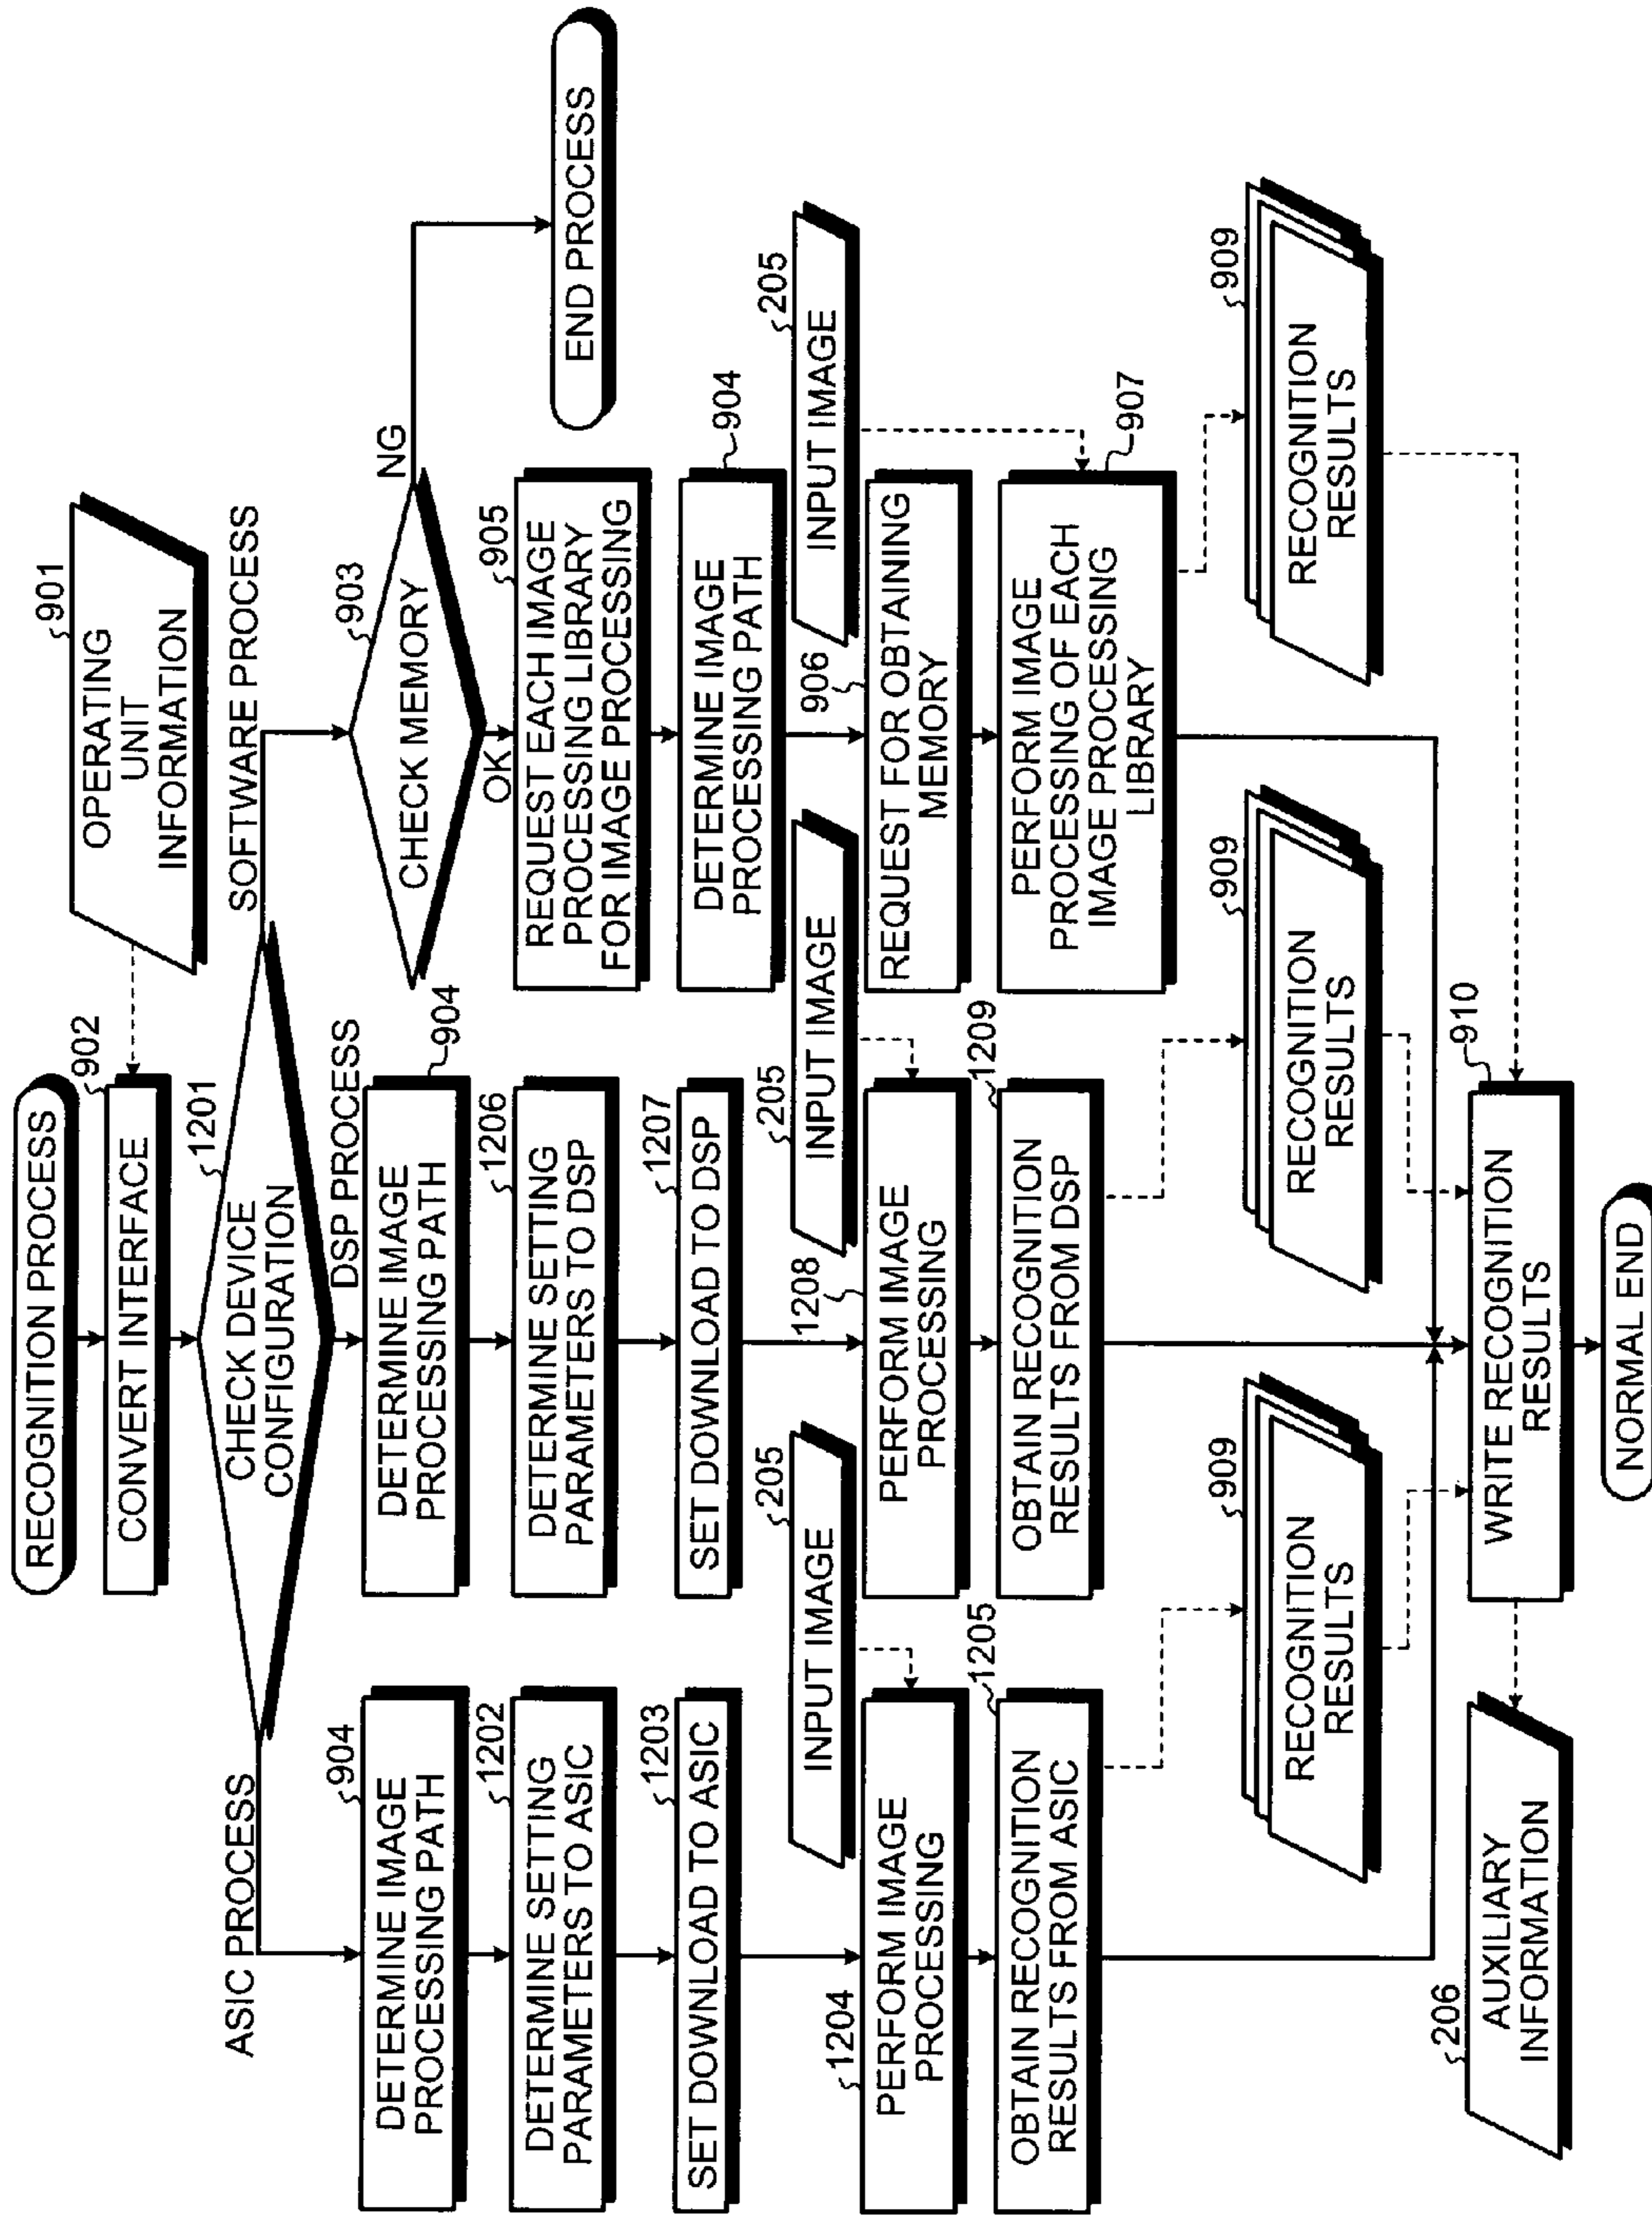 RECOGNITION PROCESS
901
OPERATING
UNIT
INFORMATION
902
CONVERT INTERFACE
1201
CHECK DEVICE
CONFIGURATION
ASIC PROCESS
DSP PROCESS
SOFTWARE PROCESS
904
DETERMINE IMAGE
PROCESSING PATH
1202
DETERMINE SETTING
PARAMETERS TO ASIC
1203
SET DOWNLOAD TO ASIC
205
INPUT IMAGE
1204
PERFORM IMAGE
PROCESSING
1205
OBTAIN RECOGNITION
RESULTS FROM ASIC
909
RECOGNITION
RESULTS
904
DETERMINE IMAGE
PROCESSING PATH
1206
DETERMINE SETTING
PARAMETERS TO DSP
1207
SET DOWNLOAD TO DSP
205
INPUT IMAGE
1208
PERFORM IMAGE
PROCESSING
1209
OBTAIN RECOGNITION
RESULTS FROM DSP
909
RECOGNITION
RESULTS
903
CHECK MEMORY
NG
END PROCESS
OK
905
REQUEST EACH IMAGE
PROCESSING LIBRARY
FOR IMAGE PROCESSING
904
DETERMINE IMAGE
PROCESSING PATH
205
INPUT IMAGE
906
REQUEST FOR OBTAINING
MEMORY
907
PERFORM IMAGE
PROCESSING OF EACH
IMAGE PROCESSING
LIBRARY
909
RECOGNITION
RESULTS
910
WRITE RECOGNITION
RESULTS
206
AUXILIARY
INFORMATION
NORMAL END